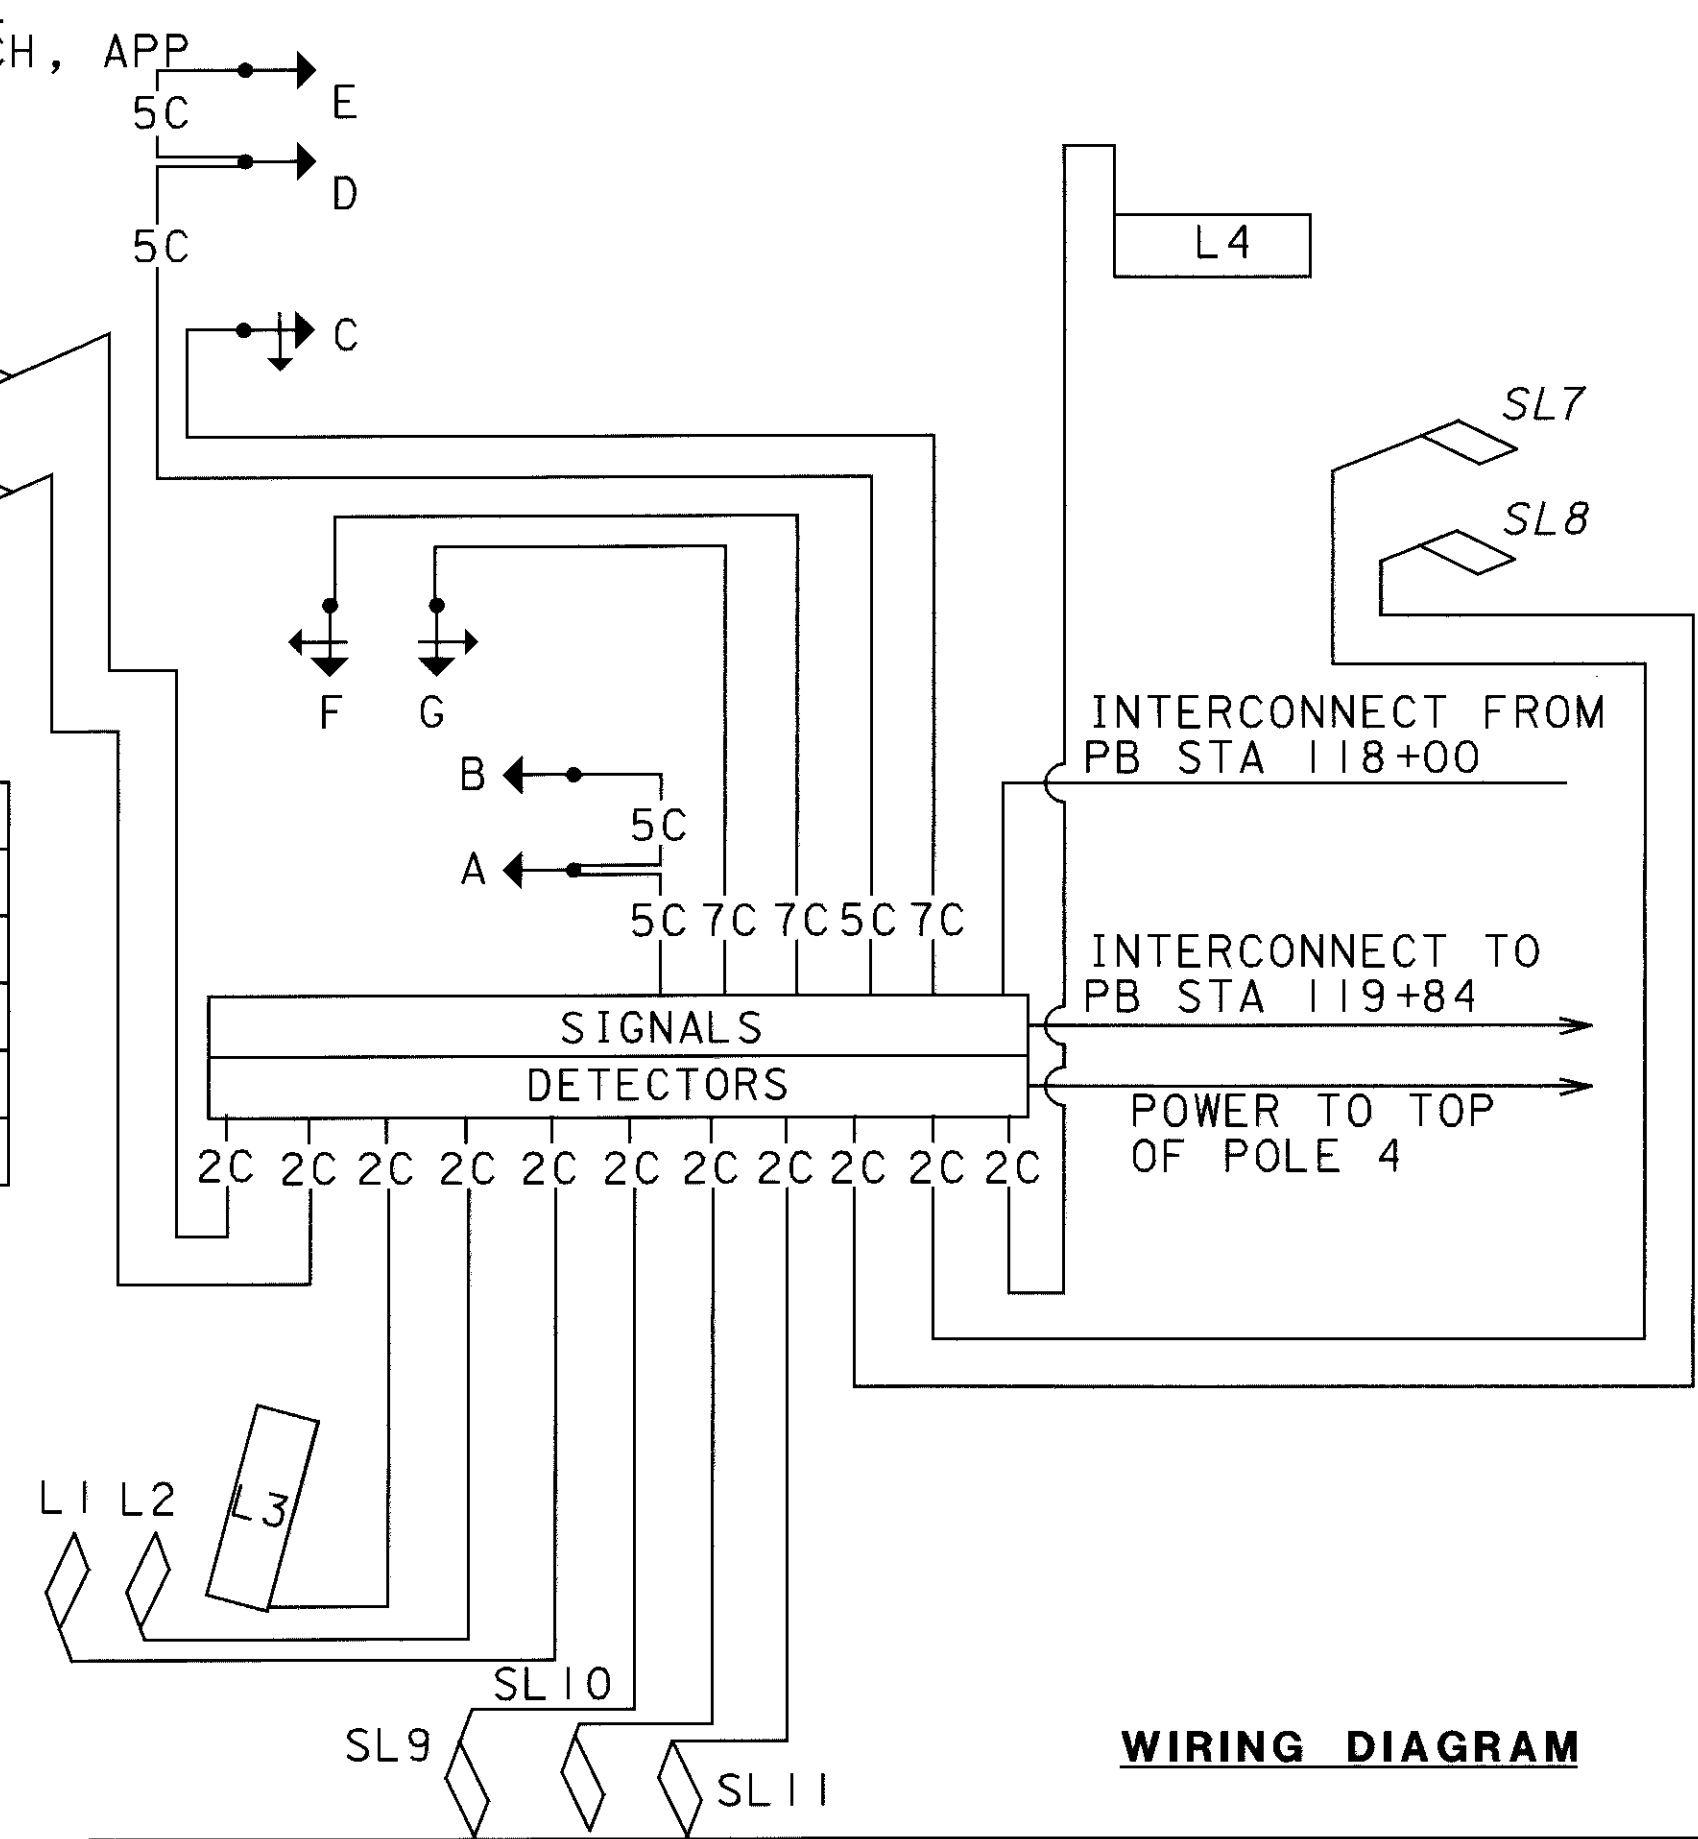 CH, APP
E
5C
D
5C
L4
C
SL7
SL8
F G
INTERCONNECT FROM
PB STA 118+00
B
5C
A
5C 7C 7C 5C 7C
INTERCONNECT TO
PB STA 119+84
SIGNALS
DETECTORS
POWER TO TOP
OF POLE 4
2C 2C 2C 2C 2C 2C 2C 2C 2C 2C 2C
L1 L2
L3
SL10
SL9
SL11
WIRING DIAGRAM